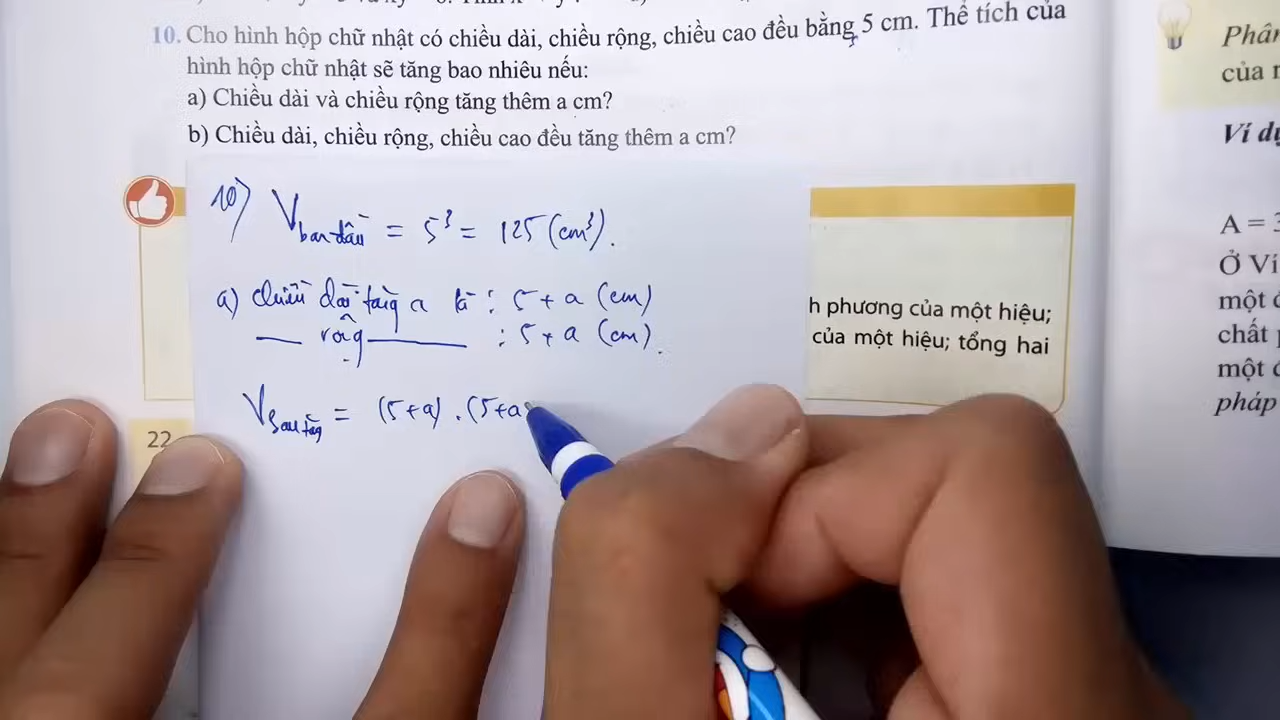 10. Cho hình hộp chữ nhật có chiều dài, chiều rộng, chiều cao đều bằng 5 cm. Thể tích của
hình hộp chữ nhật sẽ tăng bao nhiêu nếu:
a) Chiều dài và chiều rộng tăng thêm a cm?
b) Chiều dài, chiều rộng, chiều cao đều tăng thêm a cm?
10) V ban đầu = 5³ = 125 (cm³).
a) chiều dài tăng a là : 5 + a (cm)
— rộng — : 5 + a (cm).
V sau tăng = (5+a) . (5+a
h phương của một hiệu;
của một hiệu; tổng hai
22
Phân
của
Ví dụ
A = 3
Ở Ví
một
chất
một
pháp